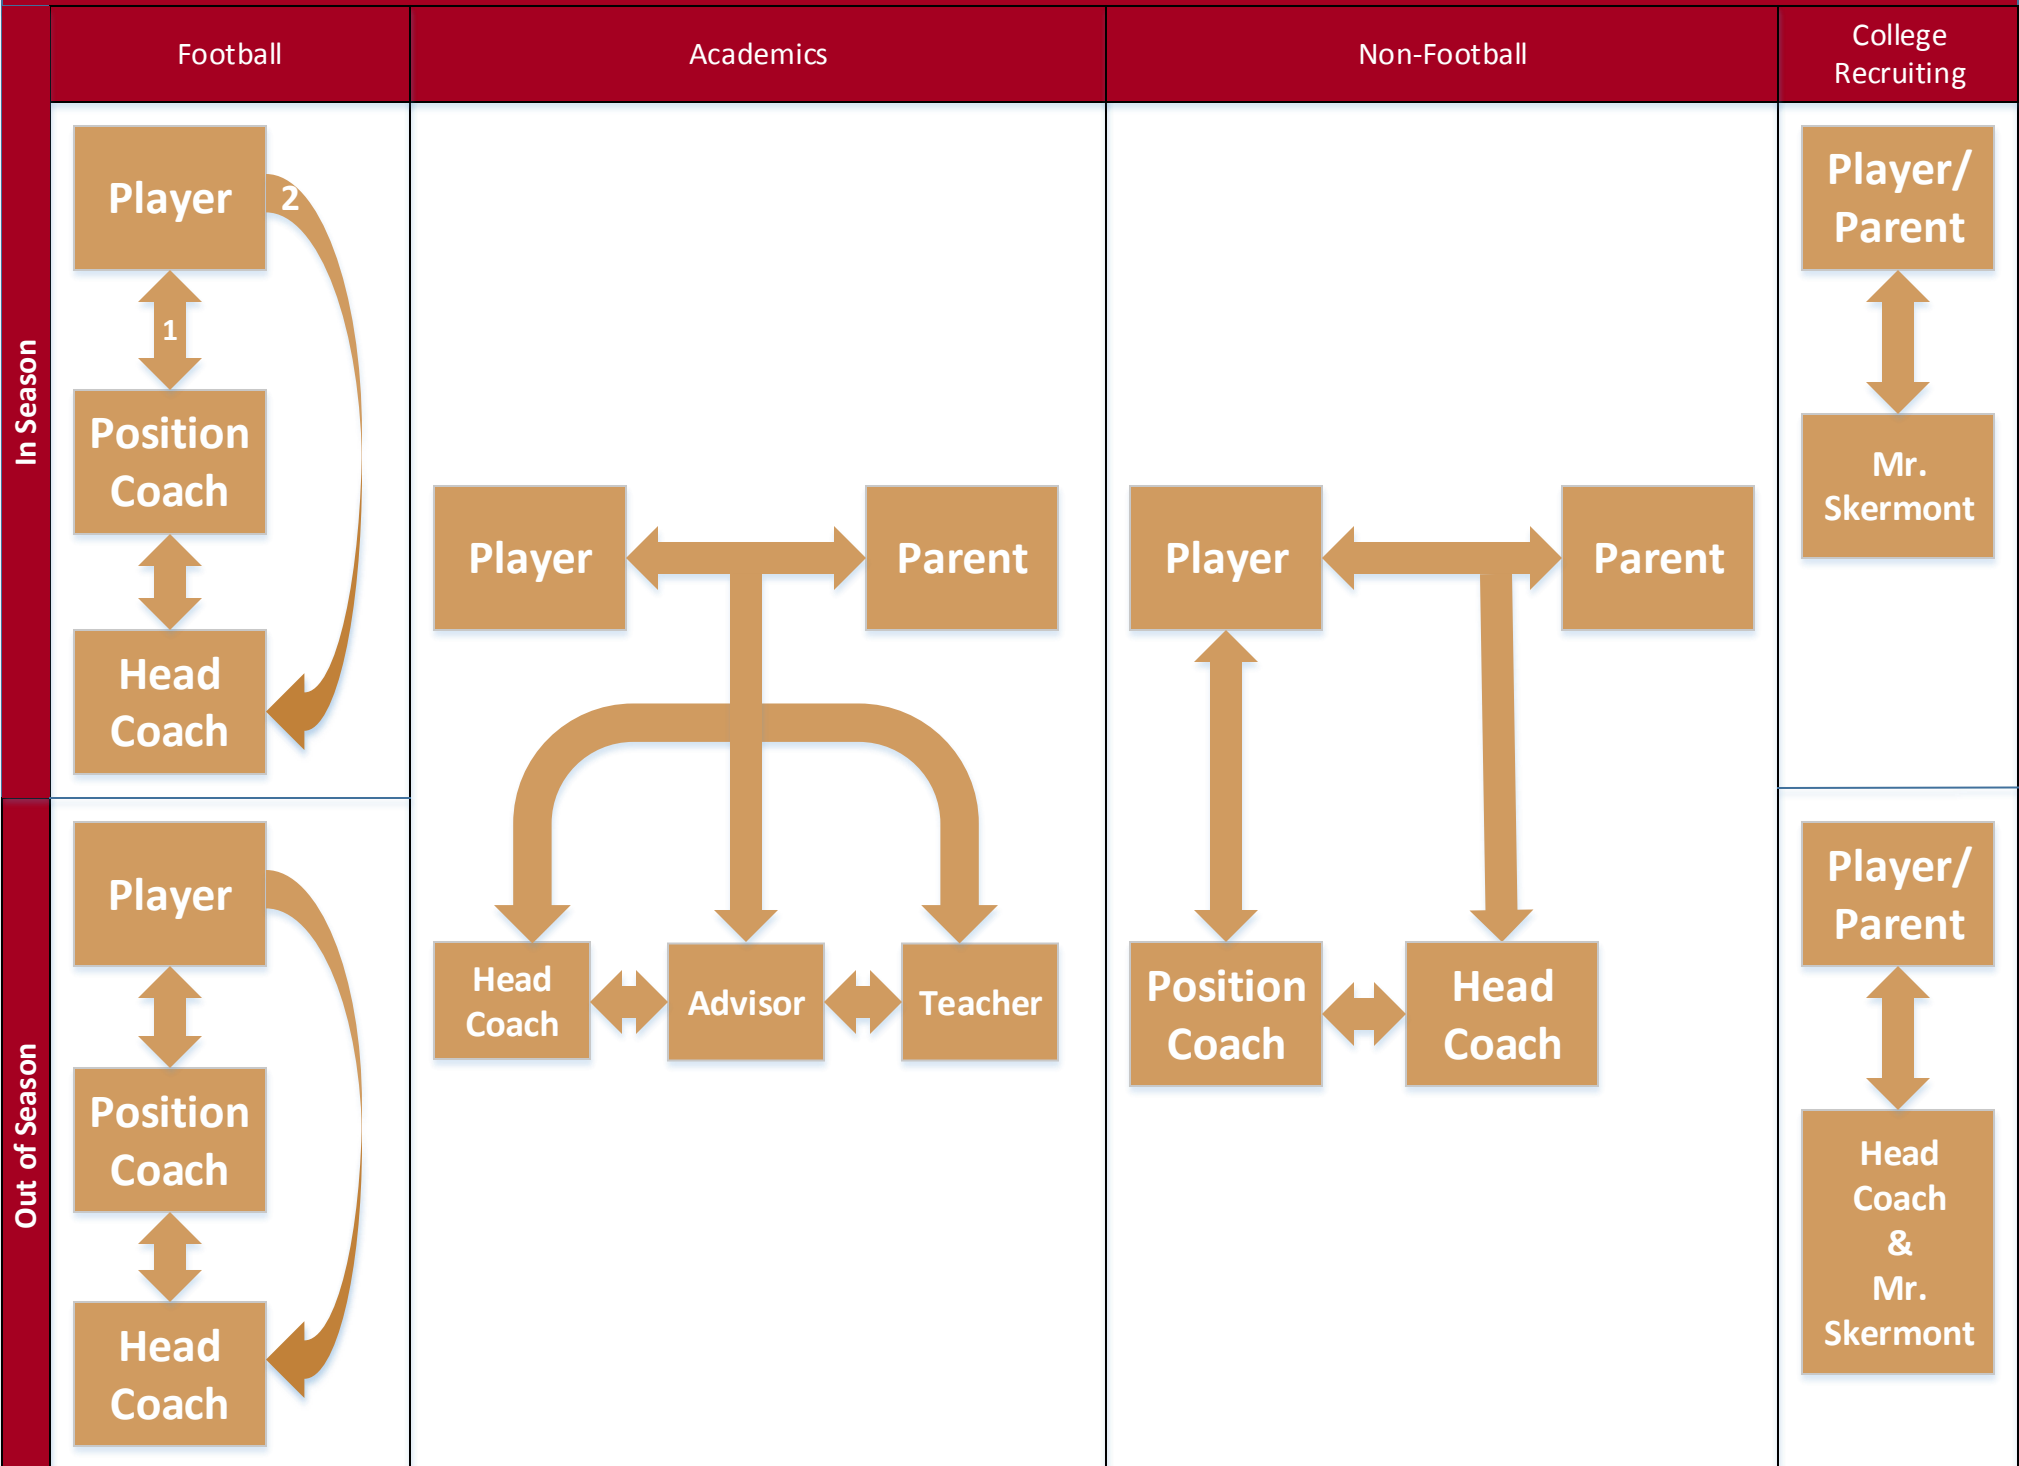 Football
Academics
Non-Football
College
Recruiting
In Season
Player
2
1
Position
Coach
Head
Coach
Player
Parent
Head
Coach
Advisor
Teacher
Player
Parent
Position
Coach
Head
Coach
Player/
Parent
Mr.
Skermont
Out of Season
Player
Position
Coach
Head
Coach
Player/
Parent
Head
Coach
&
Mr.
Skermont